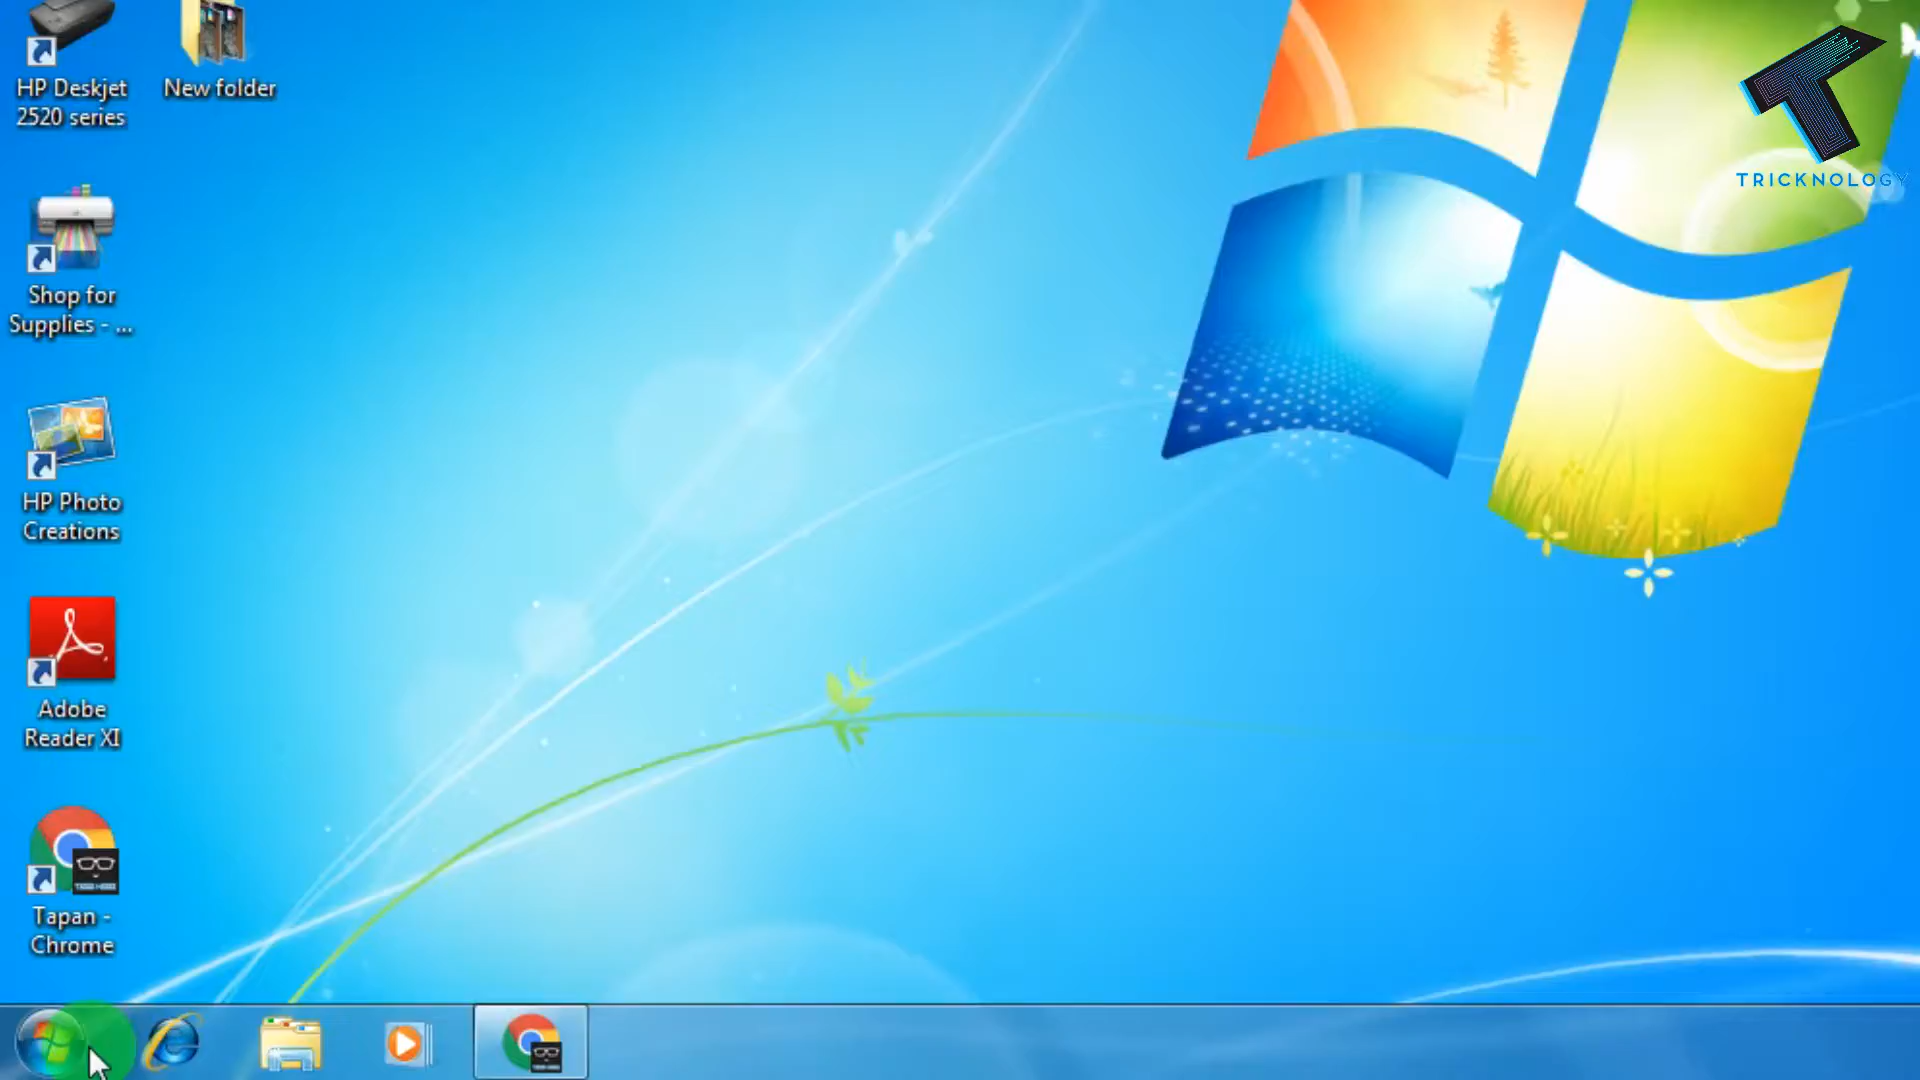 HP Deskjet
2520 series
New folder
TRICKNOLOGY
Shop for
Supplies - ...
HP Photo
Creations
Adobe
Reader XI
Tapan -
Chrome